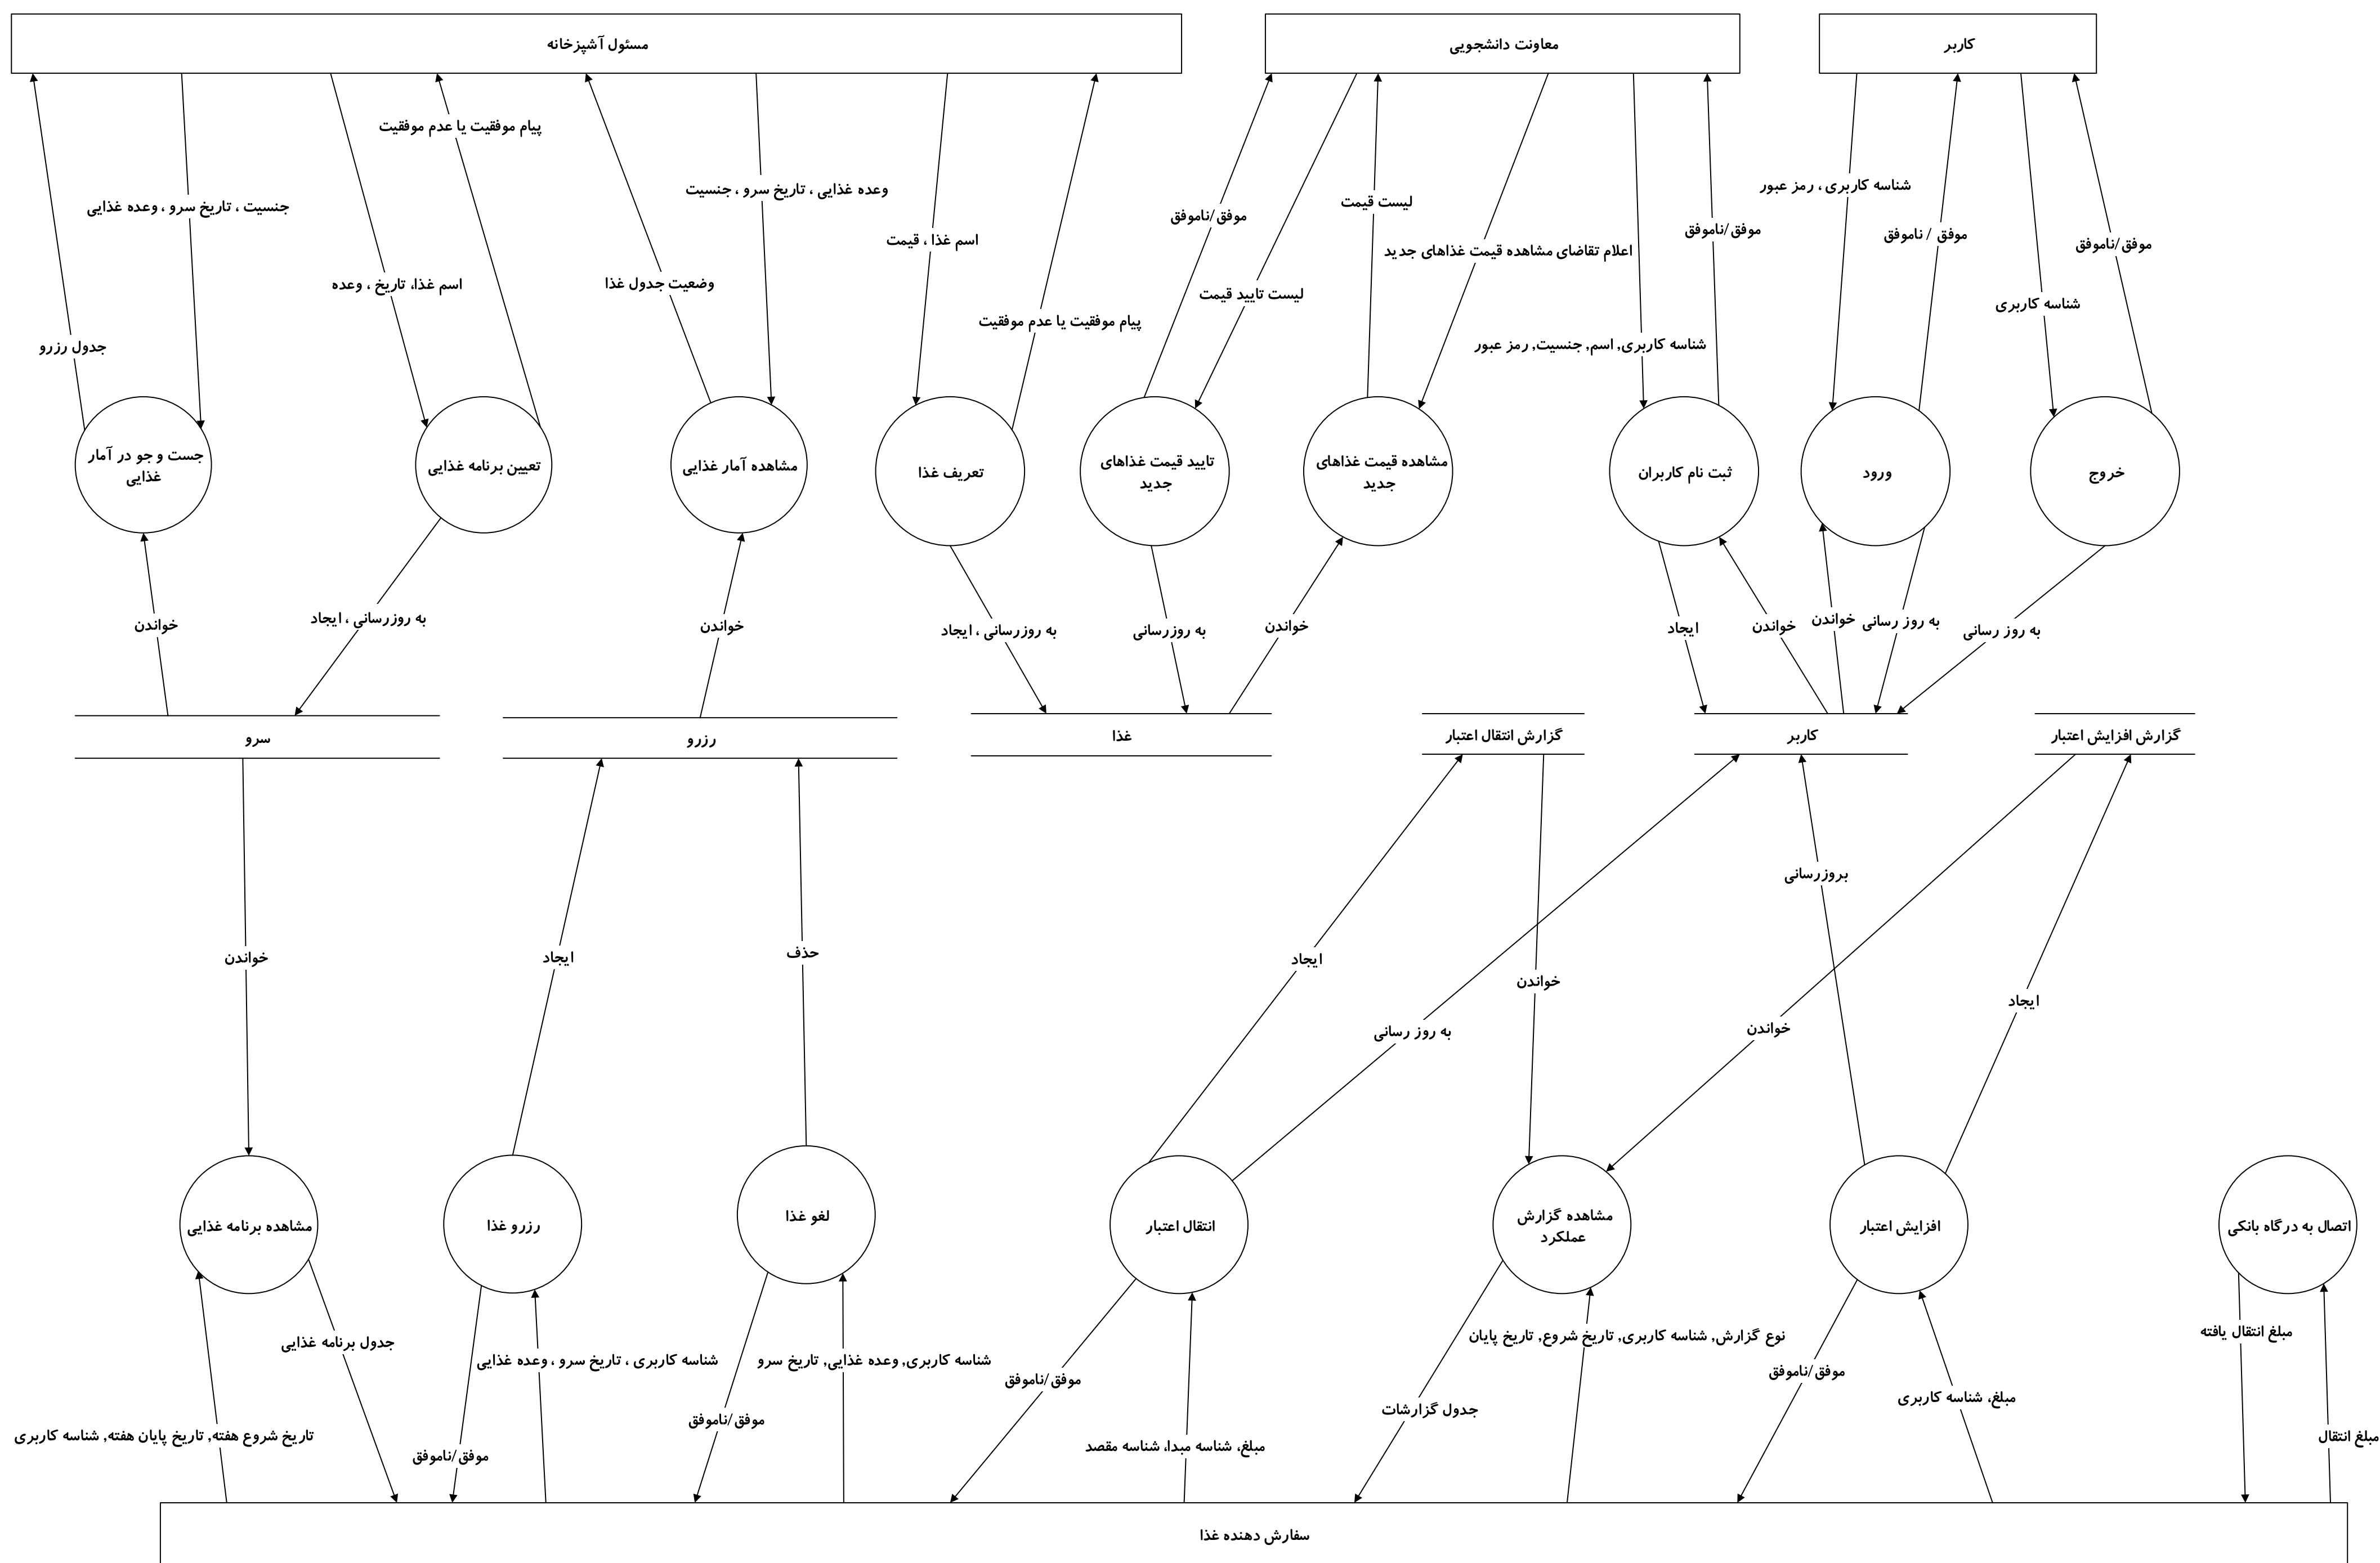 مسئول آشپزخانه
معاونت دانشجویی
کاربر
پیام موفقیت یا عدم موفقیت
جنسیت ، تاریخ سرو ، وعده غذایی
وعده غذایی ، تاریخ سرو ، جنسیت
اسم غذا ، قیمت
موفق/ناموفق
لیست قیمت
شناسه کاربری ، رمز عبور
موفق/ناموفق
موفق / ناموفق
موفق/ناموفق
اعلام تقاضای مشاهده قیمت غذاهای جدید
اسم غذا، تاریخ ، وعده
وضعیت جدول غذا
لیست تایید قیمت
شناسه کاربری
جدول رزرو
پیام موفقیت یا عدم موفقیت
شناسه کاربری, اسم, جنسیت, رمز عبور
جست و جو در آمار
غذایی
تعیین برنامه غذایی
مشاهده آمار غذایی
تعریف غذا
تایید قیمت غذاهای
جدید
مشاهده قیمت غذاهای
جدید
ثبت نام کاربران
ورود
خروج
خواندن
به روزرسانی ، ایجاد
خواندن
به روزرسانی ، ایجاد
به روزرسانی
خواندن
ایجاد
خواندن
خواندن
به روز رسانی
به روز رسانی
سرو
رزرو
غذا
گزارش انتقال اعتبار
کاربر
گزارش افزایش اعتبار
بروزرسانی
خواندن
ایجاد
حذف
ایجاد
خواندن
به روز رسانی
خواندن
ایجاد
مشاهده برنامه غذایی
رزرو غذا
لغو غذا
انتقال اعتبار
مشاهده گزارش
عملکرد
افزایش اعتبار
اتصال به درگاه بانکی
جدول برنامه غذایی
شناسه کاربری ، تاریخ سرو ، وعده غذایی
شناسه کاربری, وعده غذایی, تاریخ سرو
موفق/ناموفق
نوع گزارش, شناسه کاربری, تاریخ شروع, تاریخ پایان
موفق/ناموفق
مبلغ انتقال یافته
جدول گزارشات
مبلغ، شناسه کاربری
تاریخ شروع هفته, تاریخ پایان هفته, شناسه کاربری
موفق/ناموفق
موفق/ناموفق
مبلغ، شناسه مبدا، شناسه مقصد
مبلغ انتقال
سفارش دهنده غذا